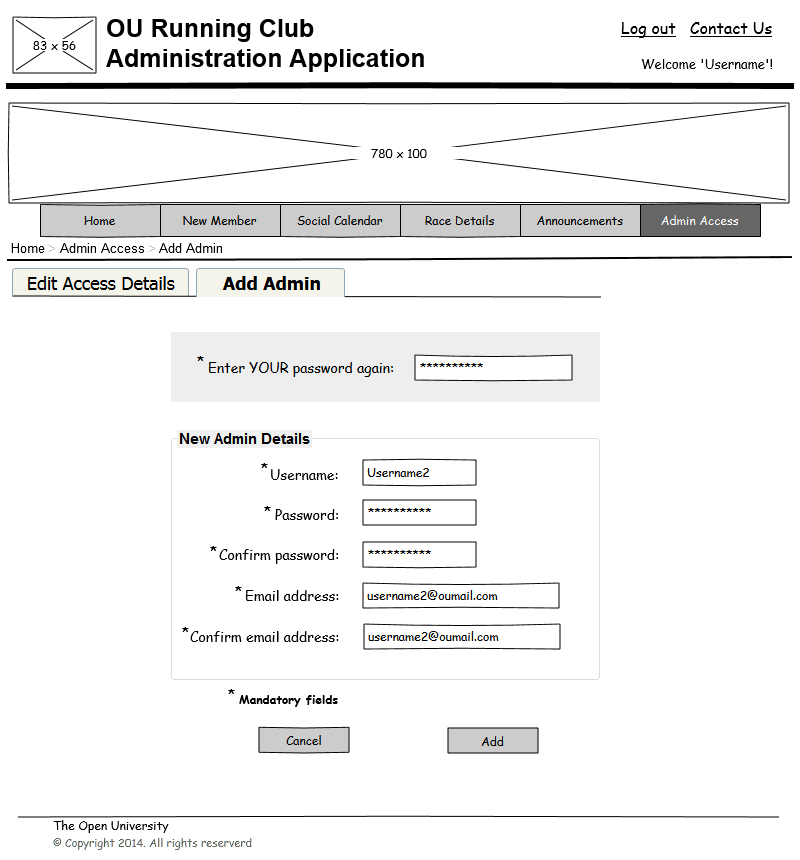 83 x 56
OU Running Club
Administration Application
Log out Contact Us
Welcome 'Username'!
780 x 100
Home New Member Social Calendar Race Details Announcements Admin Access
Home > Admin Access > Add Admin
Edit Access Details Add Admin
* Enter YOUR password again: **********
New Admin Details
* Username: Username2
* Password: **********
* Confirm password: **********
* Email address: username2@oumail.com
* Confirm email address: username2@oumail.com
* Mandatory fields
Cancel Add
The Open University
© Copyright 2014. All rights reserverd